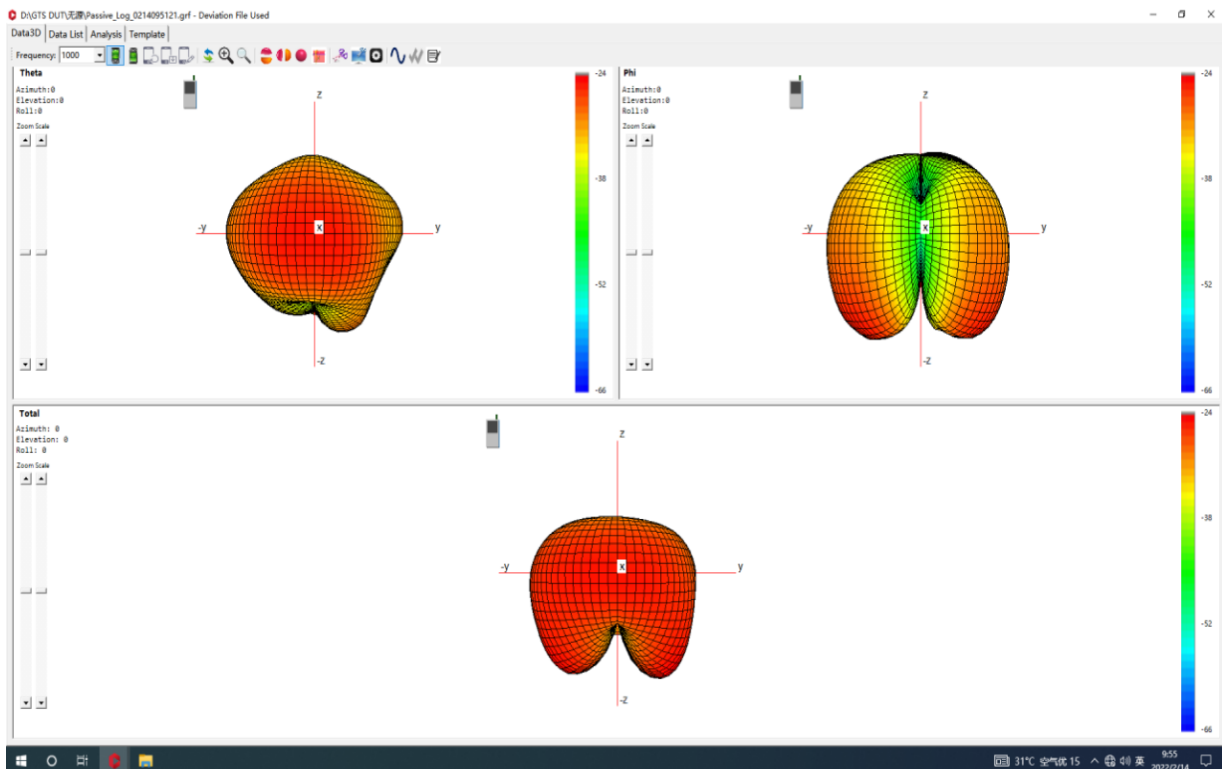 D:\GTS DUT\无源\Passive_Log_0214095121.grf - Deviation File Used
Data3D Data List Analysis Template
Frequency: 1000
Theta
Azimuth:0
Elevation:0
Roll:0
Zoom Scale
z
-y
x
y
-z
-24
-38
-52
-66
Phi
Azimuth:0
Elevation:0
Roll:0
Zoom Scale
z
-y
x
y
-z
-24
-38
-52
-66
Total
Azimuth: 0
Elevation: 0
Roll: 0
Zoom Scale
z
-y
x
y
-z
-24
-38
-52
-66
31°C 空气优 15 英 9:55
2022/2/14